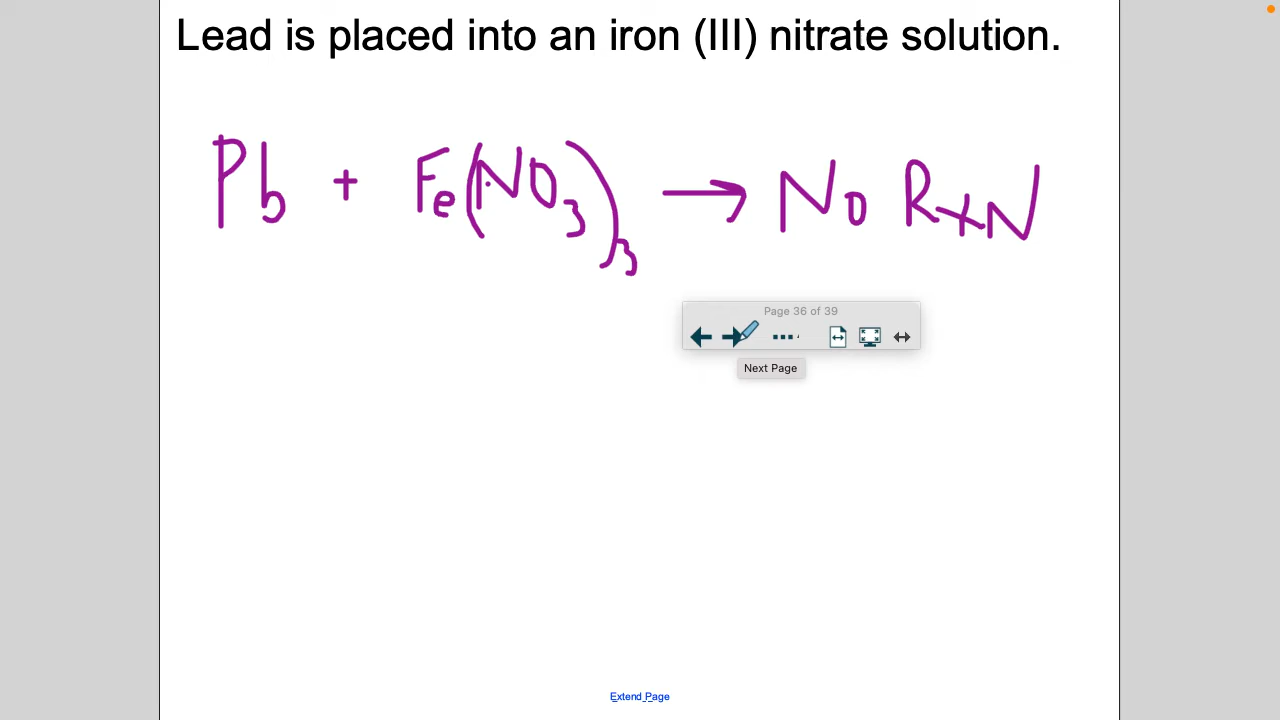 Lead is placed into an iron (III) nitrate solution.
Pb + Fe(NO₃)₃ → No RxN
Page 36 of 39
Next Page
Extend Page